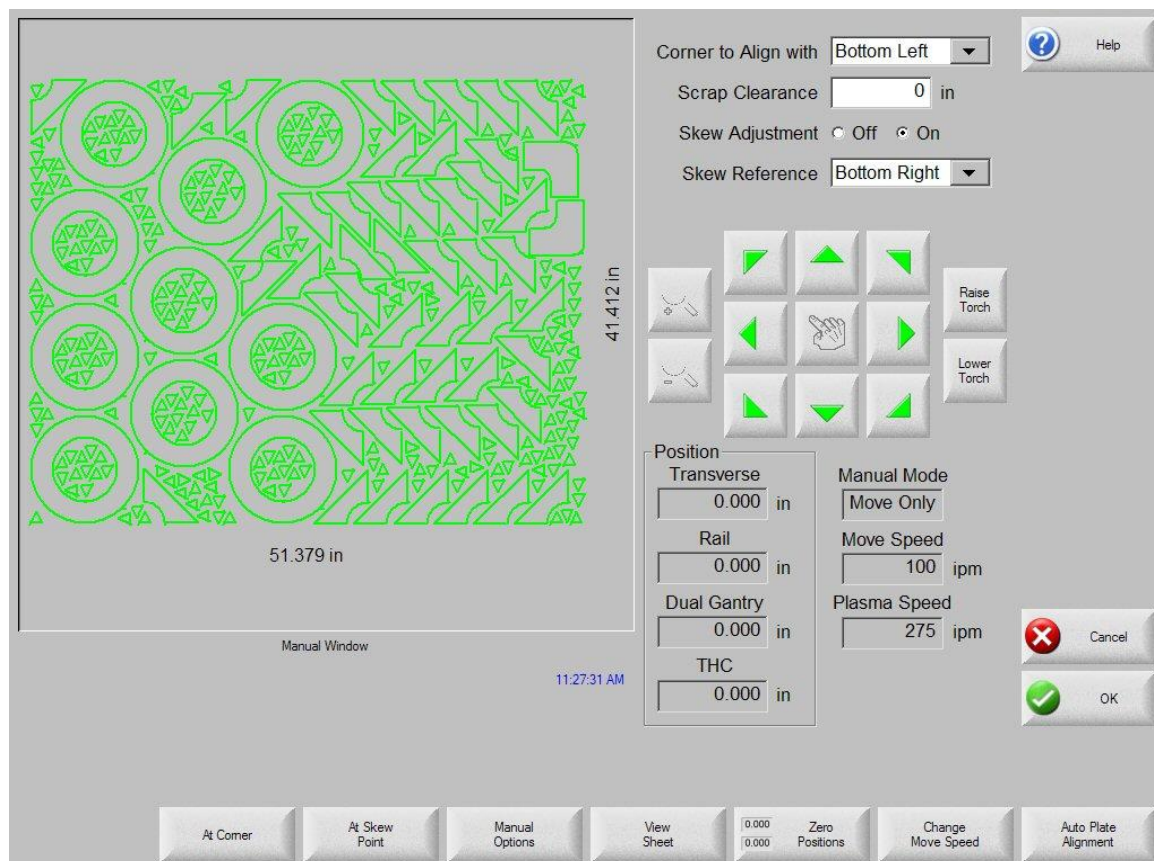 Corner to Align with Bottom Left
Scrap Clearance 0 in
Skew Adjustment Off On
Skew Reference Bottom Right
Help
41.412 in
51.379 in
Manual Window
11:27:31 AM
Raise
Torch
Lower
Torch
Position
Transverse
0.000 in
Rail
0.000 in
Dual Gantry
0.000 in
THC
0.000 in
Manual Mode
Move Only
Move Speed
100 ipm
Plasma Speed
275 ipm
Cancel
OK
At Corner
At Skew
Point
Manual
Options
View
Sheet
0.000
0.000
Zero
Positions
Change
Move Speed
Auto Plate
Alignment